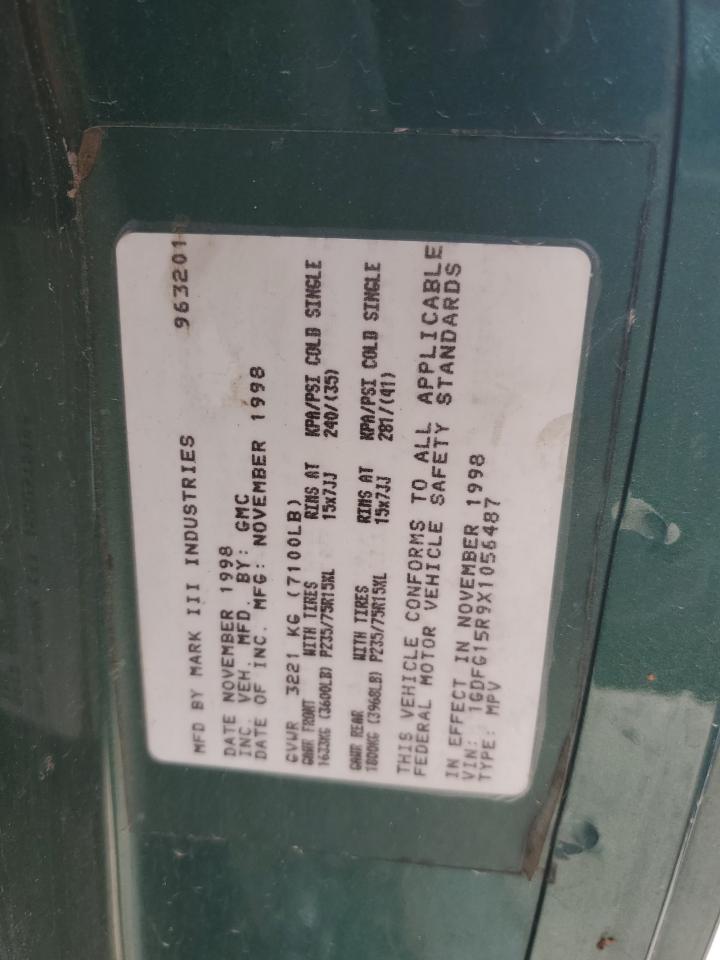 MFD BY MARK III INDUSTRIES
DATE NOVEMBER 1998
INC. VEH. MFD. BY: GMC
DATE OF INC. MFG: NOVEMBER 1998
GVWR 3221 KG (7100LB)
GAWR FRONT WITH TIRES RIMS AT KPA/PSI COLD SINGLE
1633KG (3600LB) P235/75R15XL 15x7JJ 240/(35)
GAWR REAR WITH TIRES RIMS AT KPA/PSI COLD SINGLE
1800KG (3968LB) P235/75R15XL 15x7JJ 281/(41)
THIS VEHICLE CONFORMS TO ALL APPLICABLE
FEDERAL MOTOR VEHICLE SAFETY STANDARDS
IN EFFECT IN NOVEMBER 1998
VIN: 1GDFG15R9X1056487
TYPE: MPV